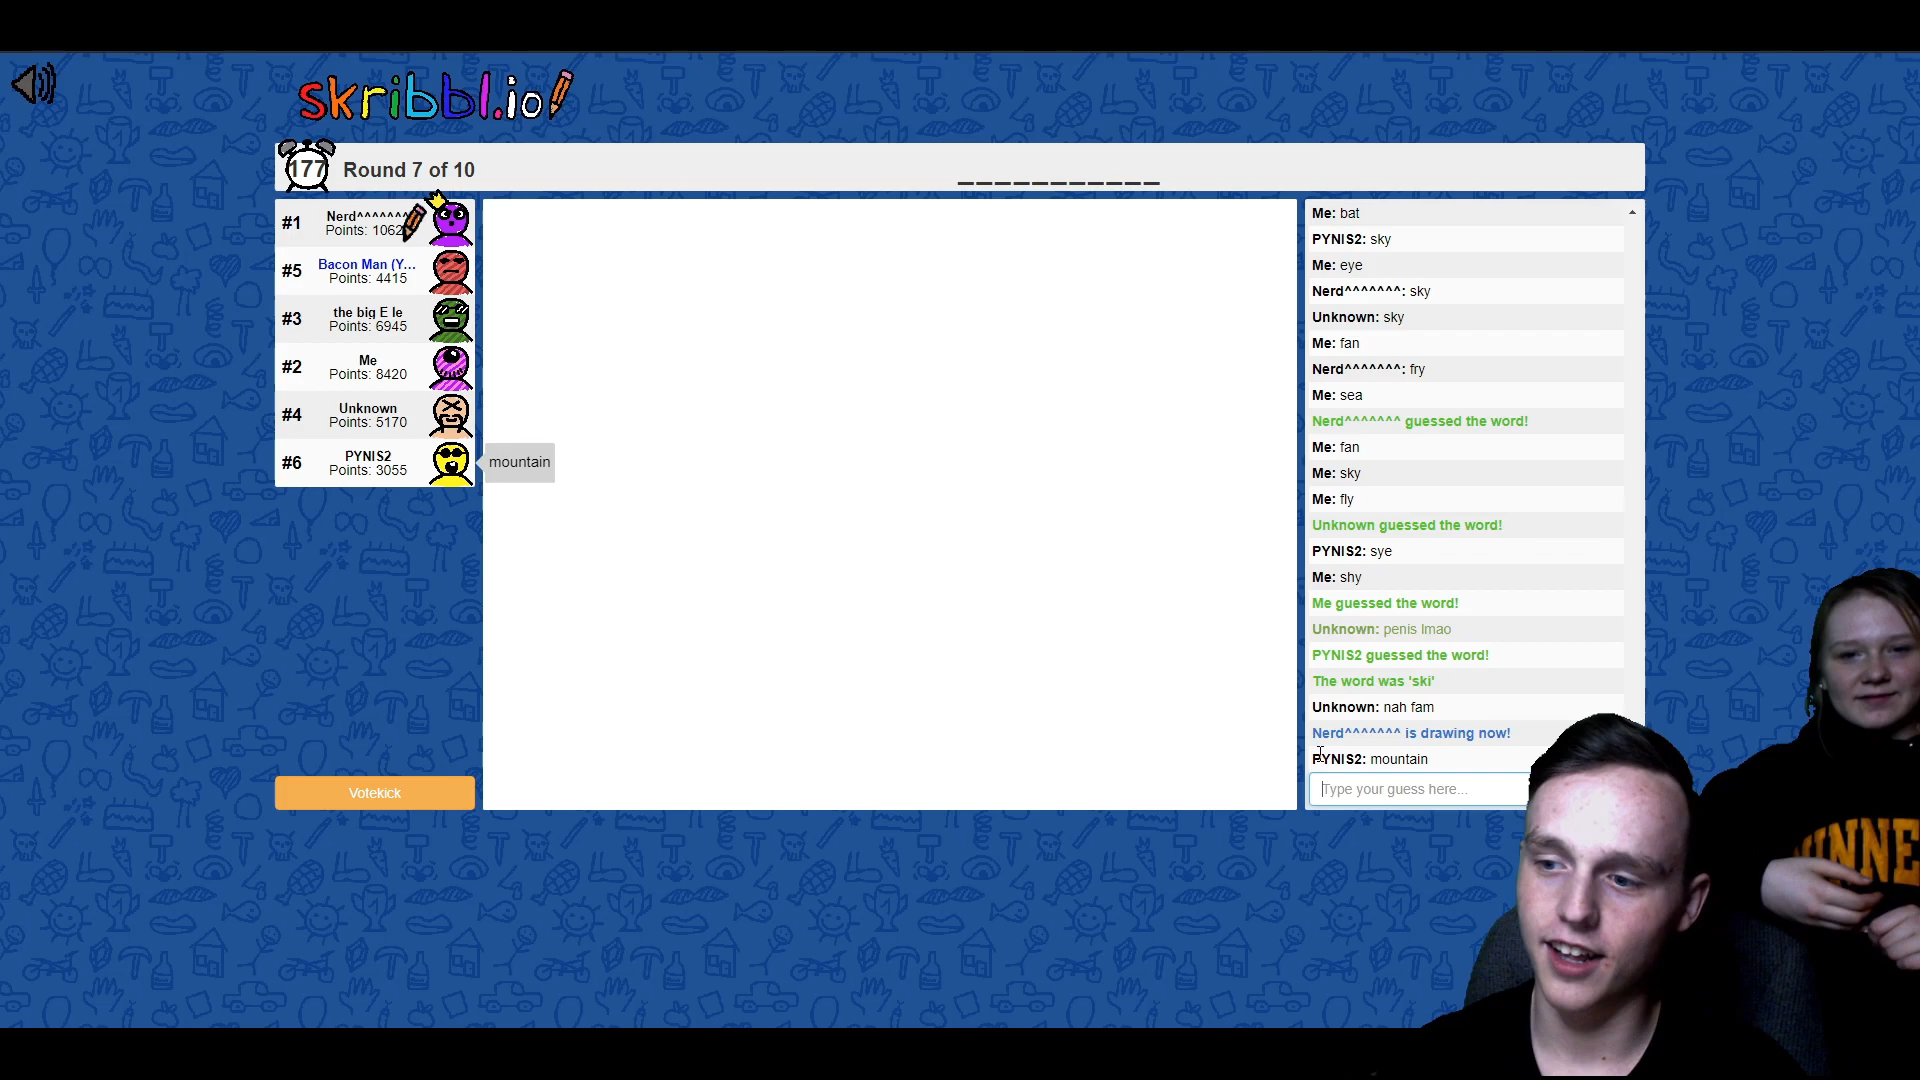 skribbl.io
177 Round 7 of 10
___________
#1 Nerd^^^^^^^
Points: 1062
#5 Bacon Man (Y...
Points: 4415
#3 the big E le
Points: 6945
#2 Me
Points: 8420
#4 Unknown
Points: 5170
#6 PYNIS2
Points: 3055
mountain
Votekick
Me: bat
PYNIS2: sky
Me: eye
Nerd^^^^^^^: sky
Unknown: sky
Me: fan
Nerd^^^^^^^: fry
Me: sea
Nerd^^^^^^^ guessed the word!
Me: fan
Me: sky
Me: fly
Unknown guessed the word!
PYNIS2: sye
Me: shy
Me guessed the word!
Unknown: penis lmao
PYNIS2 guessed the word!
The word was 'ski'
Unknown: nah fam
Nerd^^^^^^^ is drawing now!
PYNIS2: mountain
Type your guess here...